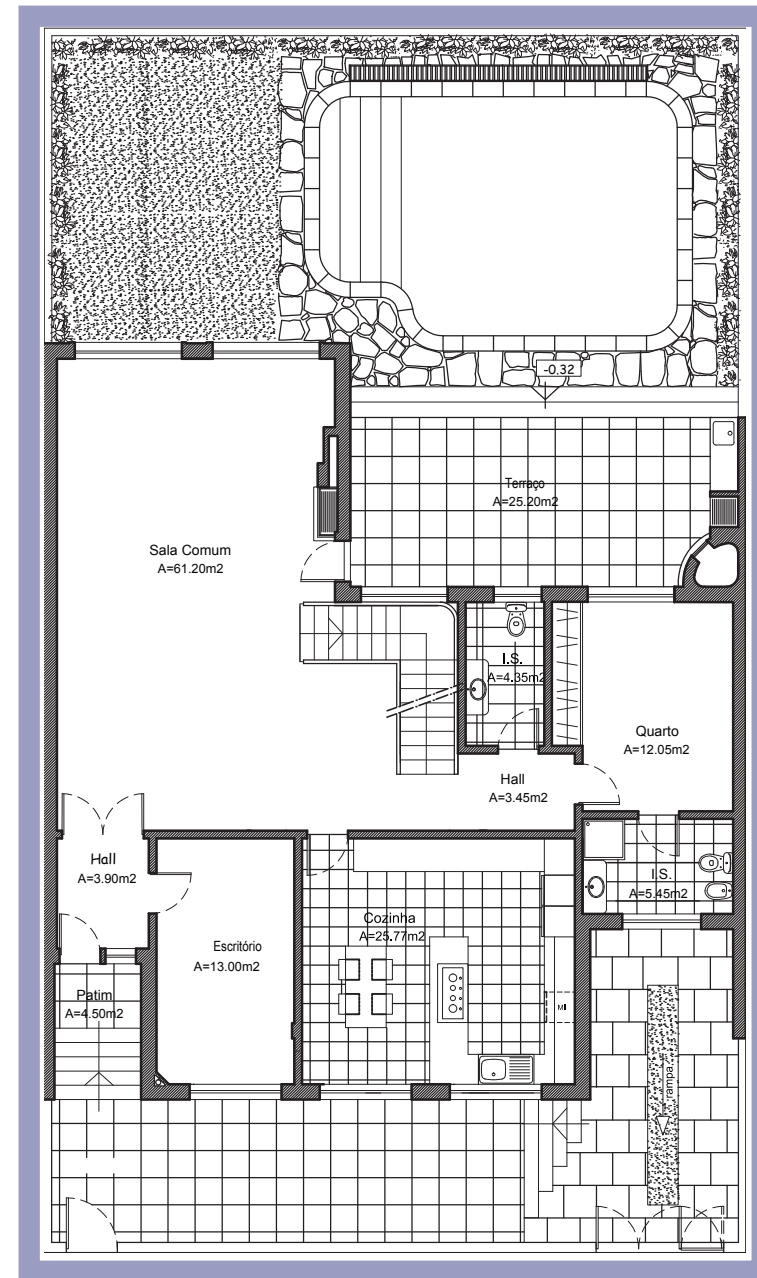 -0.32
Terraço
A=25.20m2
Sala Comum
A=61.20m2
I.S.
A=4.35m2
Quarto
A=12.05m2
Hall
A=3.45m2
Hall
A=3.90m2
I.S.
A=5.45m2
Cozinha
A=25.77m2
Escritório
A=13.00m2
Patim
A=4.50m2
MI
rampa